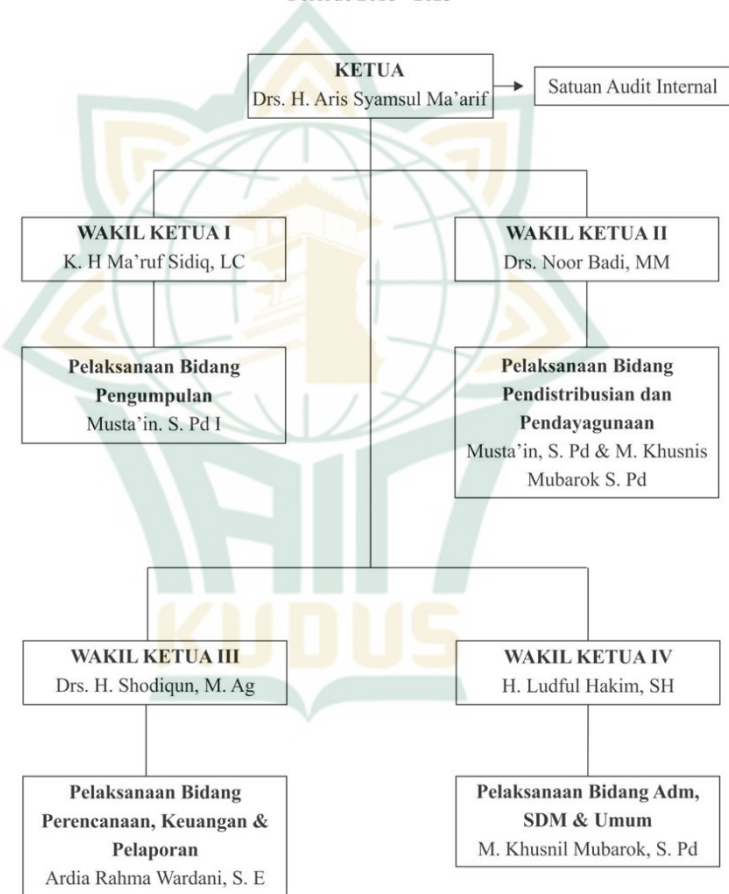 KETUA
Drs. H. Aris Syamsul Ma'arif
Satuan Audit Internal
WAKIL KETUA I
K. H Ma'ruf Sidiq, LC
WAKIL KETUA II
Drs. Noor Badi, MM
Pelaksanaan Bidang
Pengumpulan
Musta'in. S. Pd I
Pelaksanaan Bidang
Pendistribusian dan
Pendayagunaan
Musta'in, S. Pd & M. Khusnis
Mubarok S. Pd
WAKIL KETUA III
Drs. H. Shodiqun, M. Ag
WAKIL KETUA IV
H. Ludful Hakim, SH
Pelaksanaan Bidang
Perencanaan, Keuangan &
Pelaporan
Ardia Rahma Wardani, S. E
Pelaksanaan Bidang Adm,
SDM & Umum
M. Khusnil Mubarok, S. Pd
IAIN
KUDUS